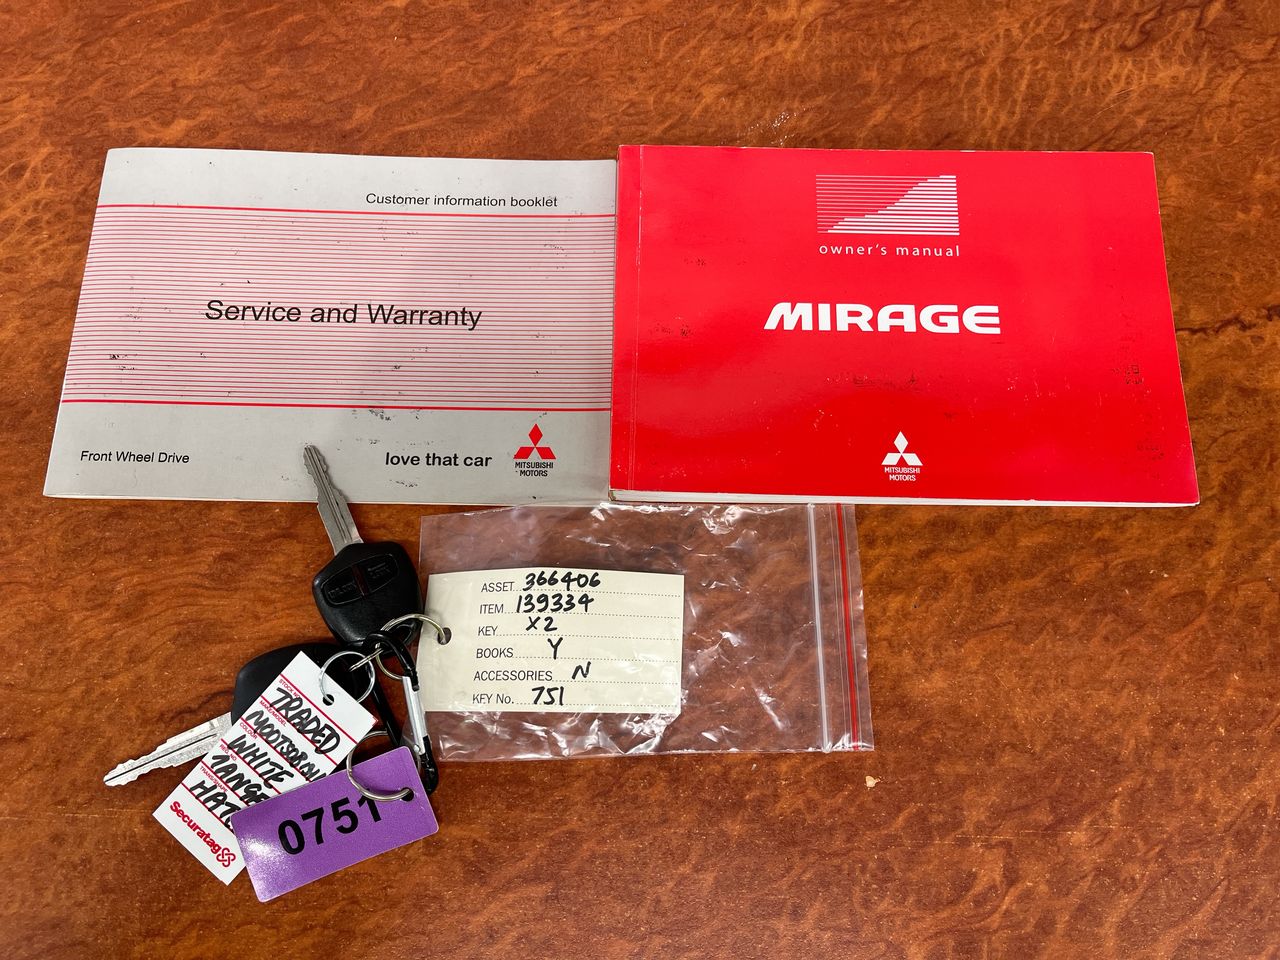 Customer information booklet
Service and Warranty
Front Wheel Drive
love that car
MITSUBISHI
MOTORS
owner's manual
MIRAGE
MITSUBISHI
MOTORS
ASSET 366406
ITEM 139334
KEY X2
BOOKS Y
ACCESSORIES N
KEY No. 751
TRADED
WHITE
Securatag
0751